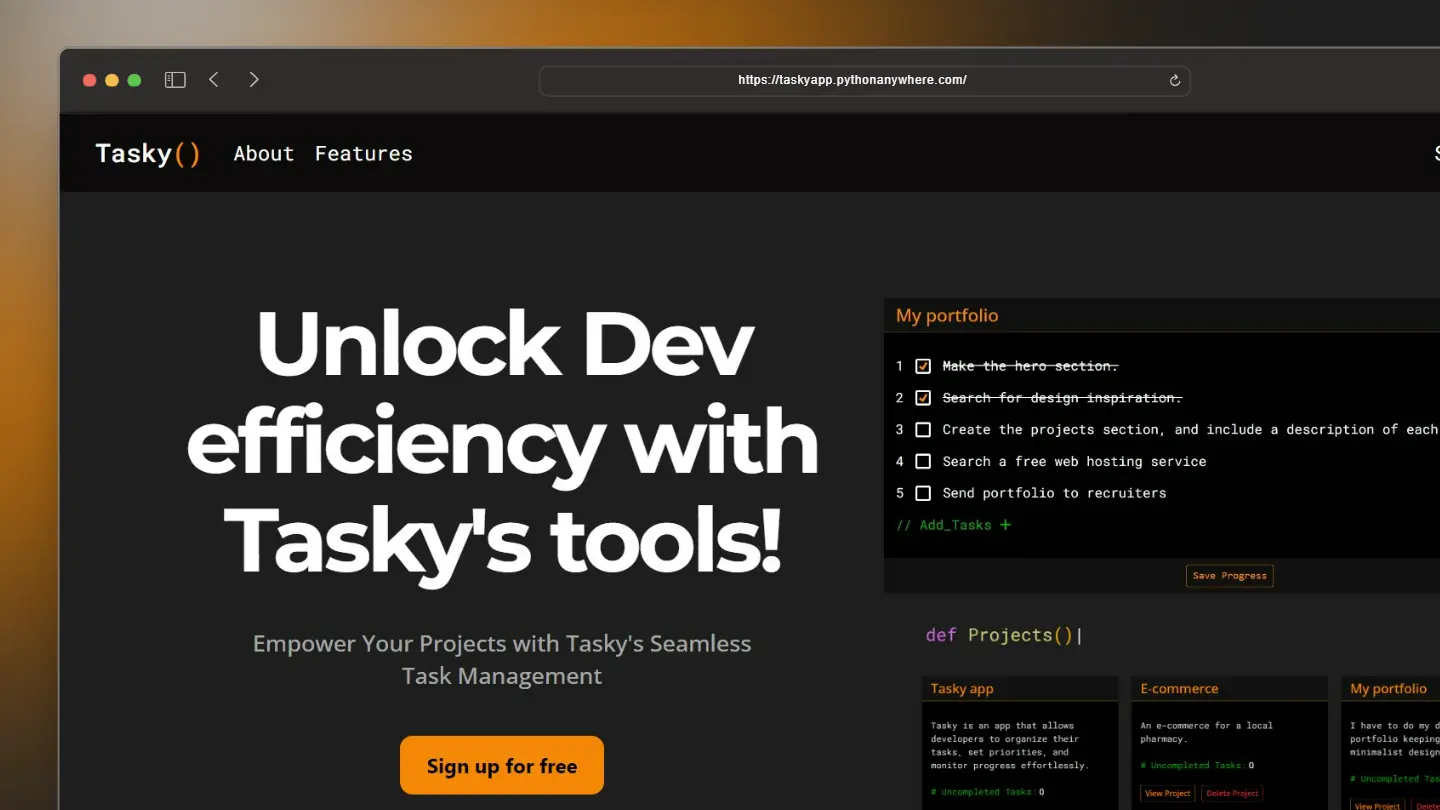 https://taskyapp.pythonanywhere.com/
Tasky() About Features
Unlock Dev
efficiency with
Tasky's tools!
Empower Your Projects with Tasky's Seamless
Task Management
Sign up for free
My portfolio
1 Make the hero section.
2 Search for design inspiration.
3 Create the projects section, and include a description of each
4 Search a free web hosting service
5 Send portfolio to recruiters
// Add_Tasks +
Save Progress
def Projects()|
Tasky app
Tasky is an app that allows
developers to organize their
tasks, set priorities, and
monitor progress effortlessly.
# Uncompleted Tasks: 0
E-commerce
An e-commerce for a local
pharmacy.
# Uncompleted Tasks: 0
View Project Delete Project
My portfolio
I have to do my d
portfolio keeping
minimalist design
# Uncompleted Tas
View Project Delete